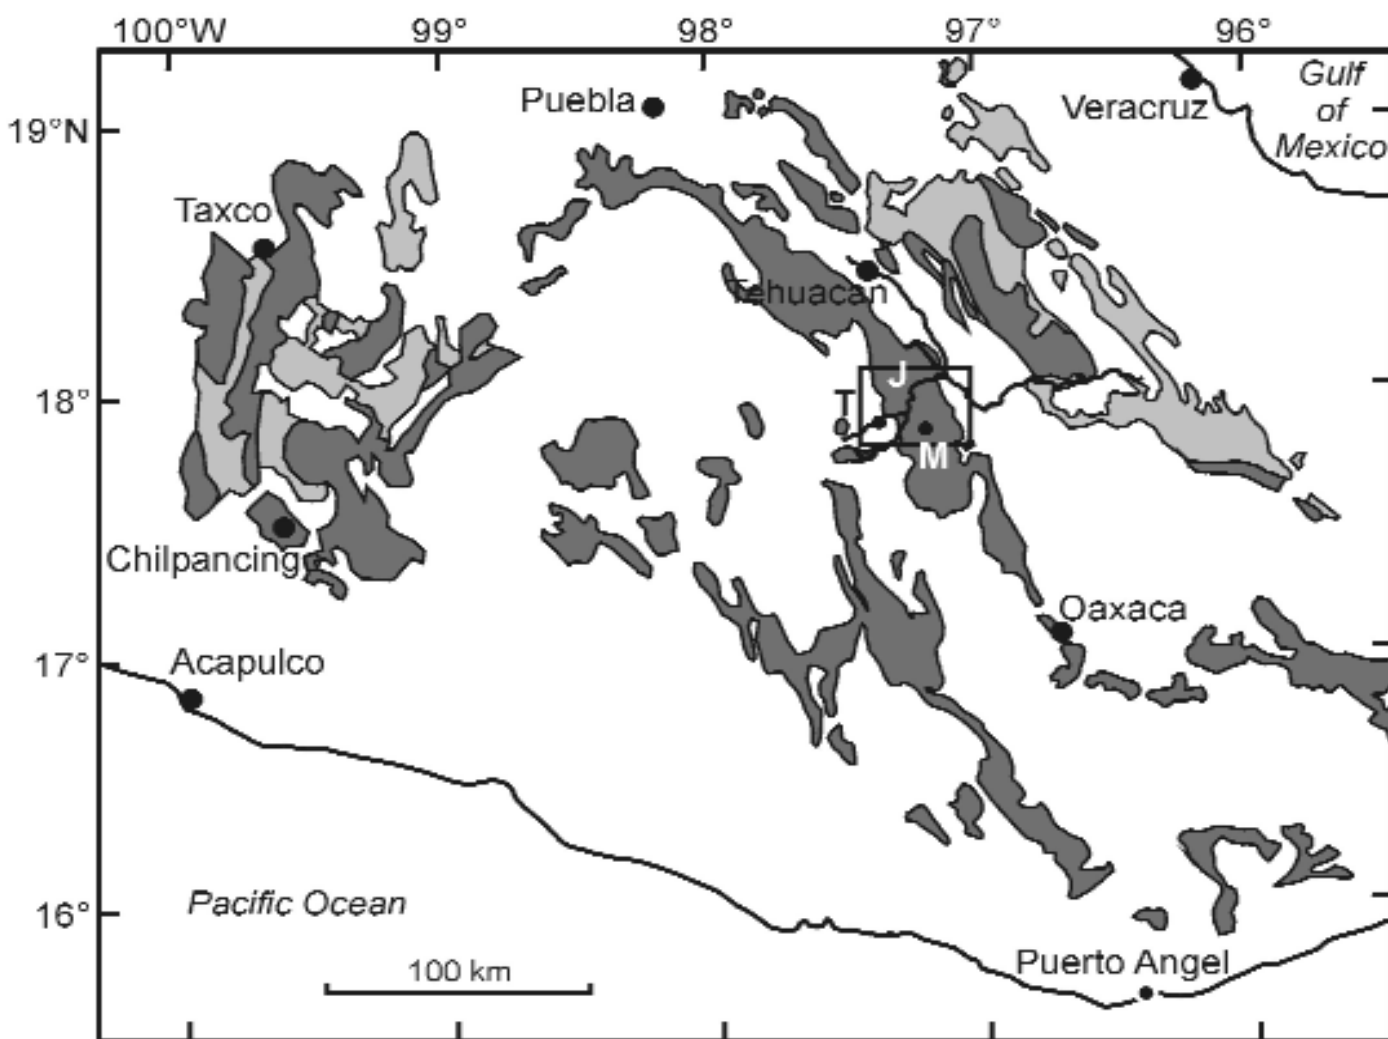 100°W 99° 98° 97° 96°
Gulf
of
Mexico
Puebla
Veracruz
19°N
Taxco
Tehuacan
J
18°
T
M
Chilpancing
Oaxaca
17°
Acapulco
16°
Pacific Ocean
100 km
Puerto Angel